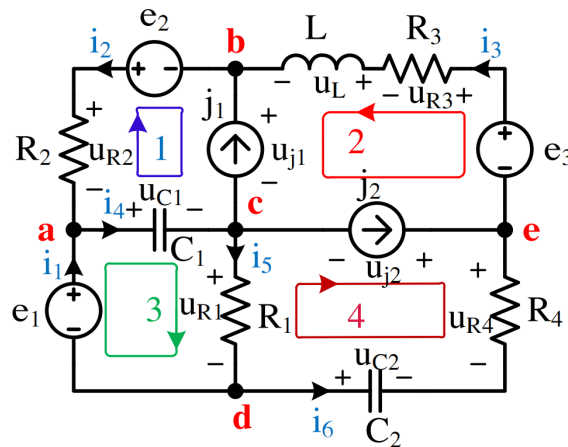 e2 b L R3
i2 i3
+ - - + +
j1 uL - uR3 +
+ + +
R2 uR2 1 uj1 2 e3
- uC1 - j2 -
i4 + - c
a e
i1 C1 i5 - uj2 +
+ + +
e1 3 uR1 R1 4 uR4 R4
- - uC2 -
d + -
i6 C2